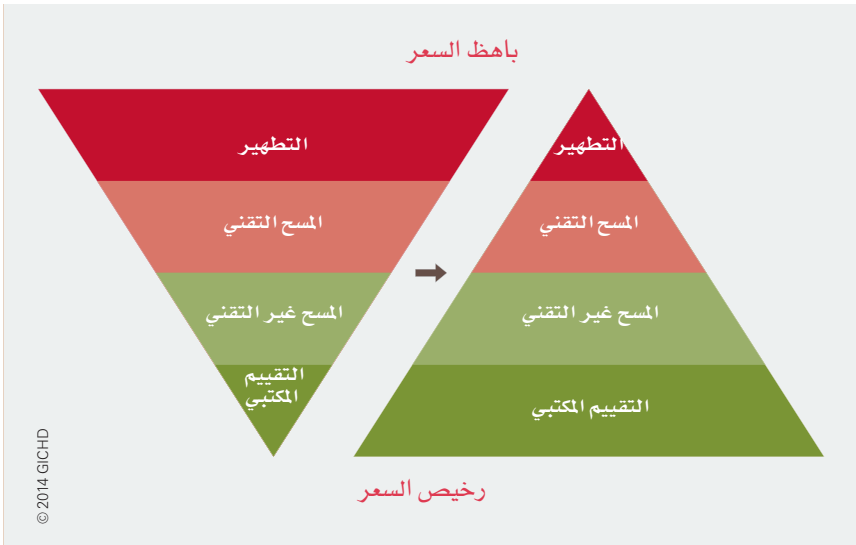 باهظ السعر
التطهير
التطهير
المسح التقني
المسح التقني
المسح غير التقني
المسح غير التقني
التقييم
المكتبي
التقييم المكتبي
رخيص السعر
© 2014 GICHD